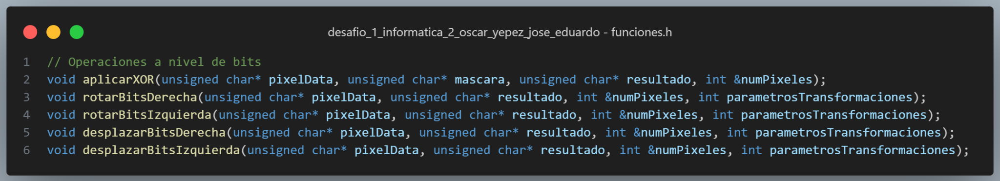 desafio_1_informatica_2_oscar_yepez_jose_eduardo - funciones.h
1 // Operaciones a nivel de bits
2 void aplicarXOR(unsigned char* pixelData, unsigned char* mascara, unsigned char* resultado, int &numPixeles);
3 void rotarBitsDerecha(unsigned char* pixelData, unsigned char* resultado, int &numPixeles, int parametrosTransformaciones);
4 void rotarBitsIzquierda(unsigned char* pixelData, unsigned char* resultado, int &numPixeles, int parametrosTransformaciones);
5 void desplazarBitsDerecha(unsigned char* pixelData, unsigned char* resultado, int &numPixeles, int parametrosTransformaciones);
6 void desplazarBitsIzquierda(unsigned char* pixelData, unsigned char* resultado, int &numPixeles, int parametrosTransformaciones);